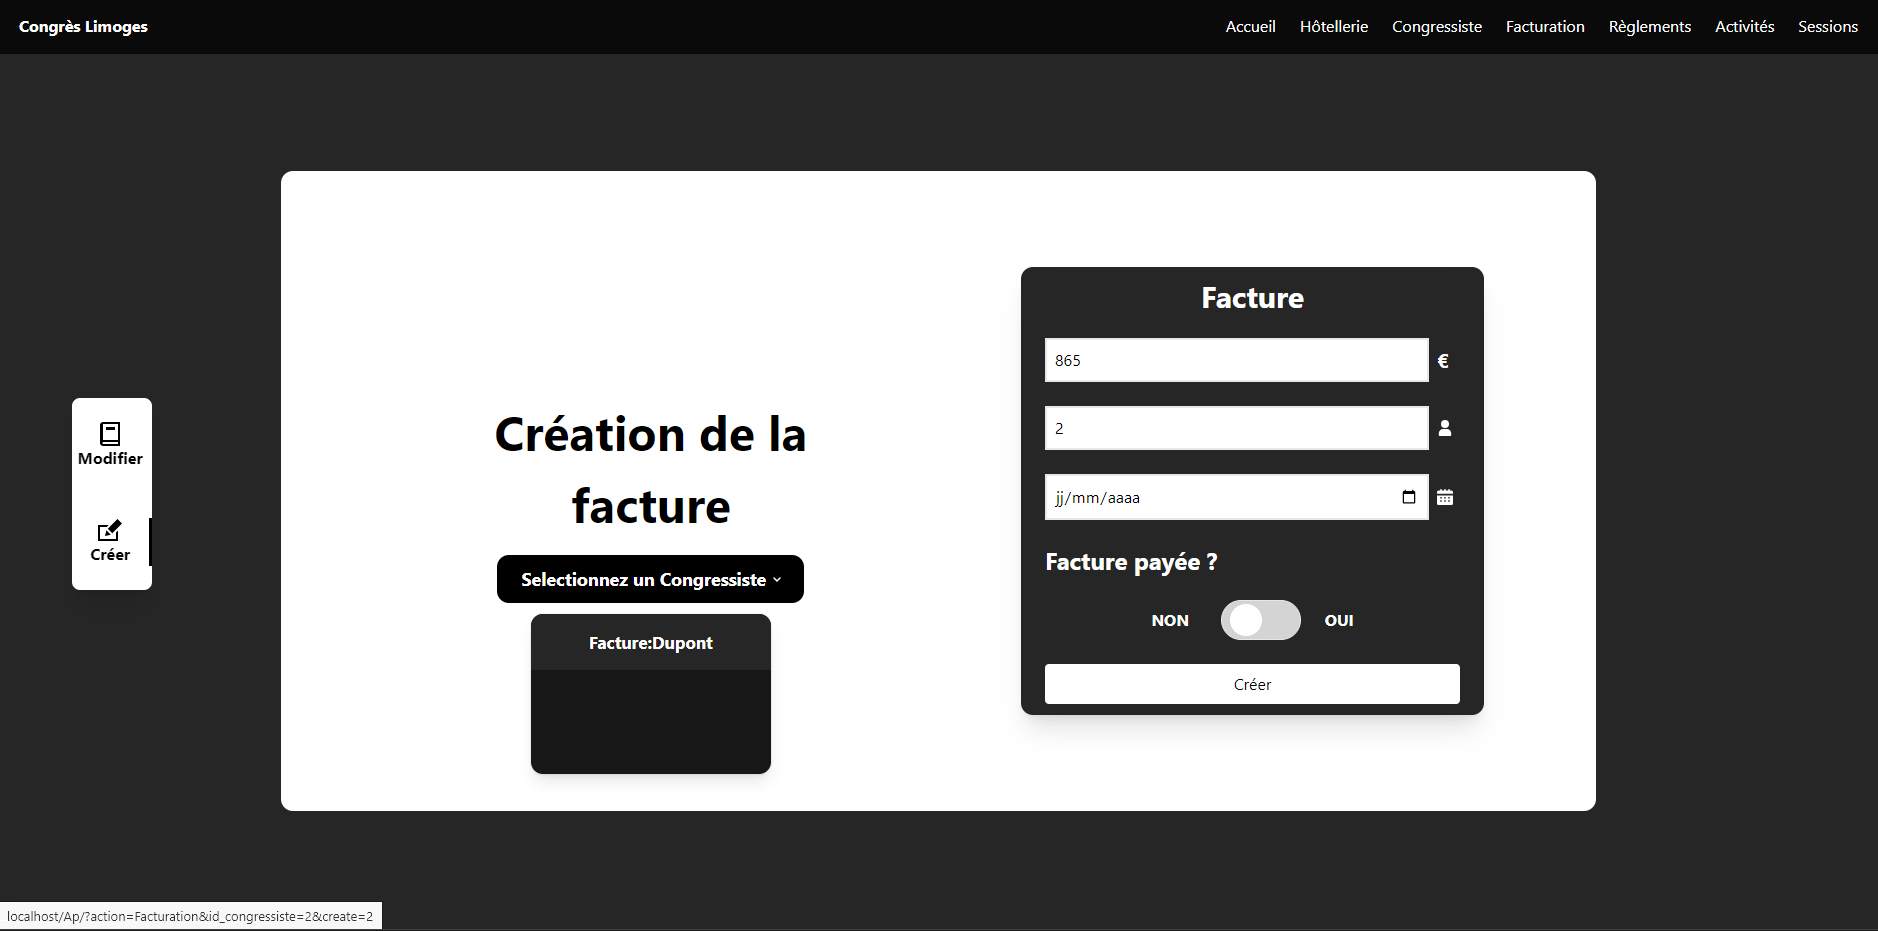 Congrès Limoges
Accueil Hôtellerie Congressiste Facturation Règlements Activités Sessions
Modifier
Créer
Création de la
facture
Selectionnez un Congressiste
Facture:Dupont
Facture
865 €
2
jj/mm/aaaa
Facture payée ?
NON OUI
Créer
localhost/Ap/?action=Facturation&id_congressiste=2&create=2